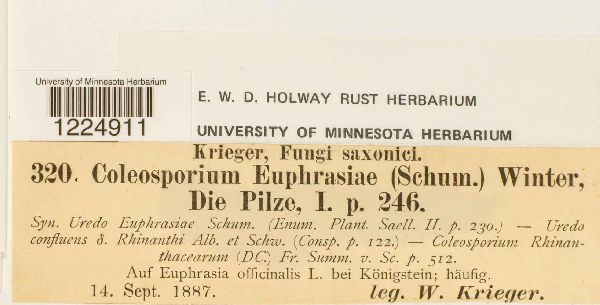 University of Minnesota Herbarium
1224911
E. W. D. HOLWAY RUST HERBARIUM
UNIVERSITY OF MINNESOTA HERBARIUM
Krieger, Fungi saxonici.
320. Coleosporium Euphrasiae (Schum.) Winter,
Die Pilze, I. p. 246.
Syn. Uredo Euphrasiae Schum. (Enum. Plant. Saell. II. p. 230.) — Uredo
confluens δ. Rhinanthi Alb. et Schw. (Consp. p. 122.) — Coleosporium Rhinan-
thacearum (DC) Fr. Summ. v. Sc. p. 512.
Auf Euphrasia officinalis L. bei Königstein; häufig.
14. Sept. 1887. leg. W. Krieger.